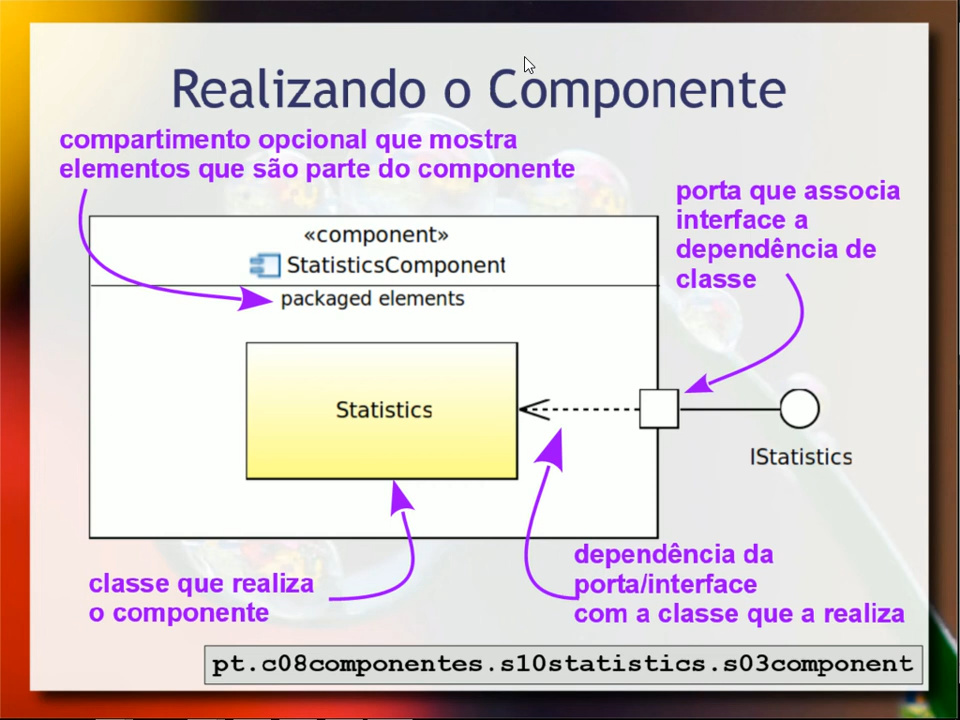 Realizando o Componente
compartimento opcional que mostra
elementos que são parte do componente
porta que associa
interface a
dependência de
classe
«component»
StatisticsComponent
packaged elements
Statistics
IStatistics
dependência da
porta/interface
com a classe que a realiza
classe que realiza
o componente
pt.c08componentes.s10statistics.s03component